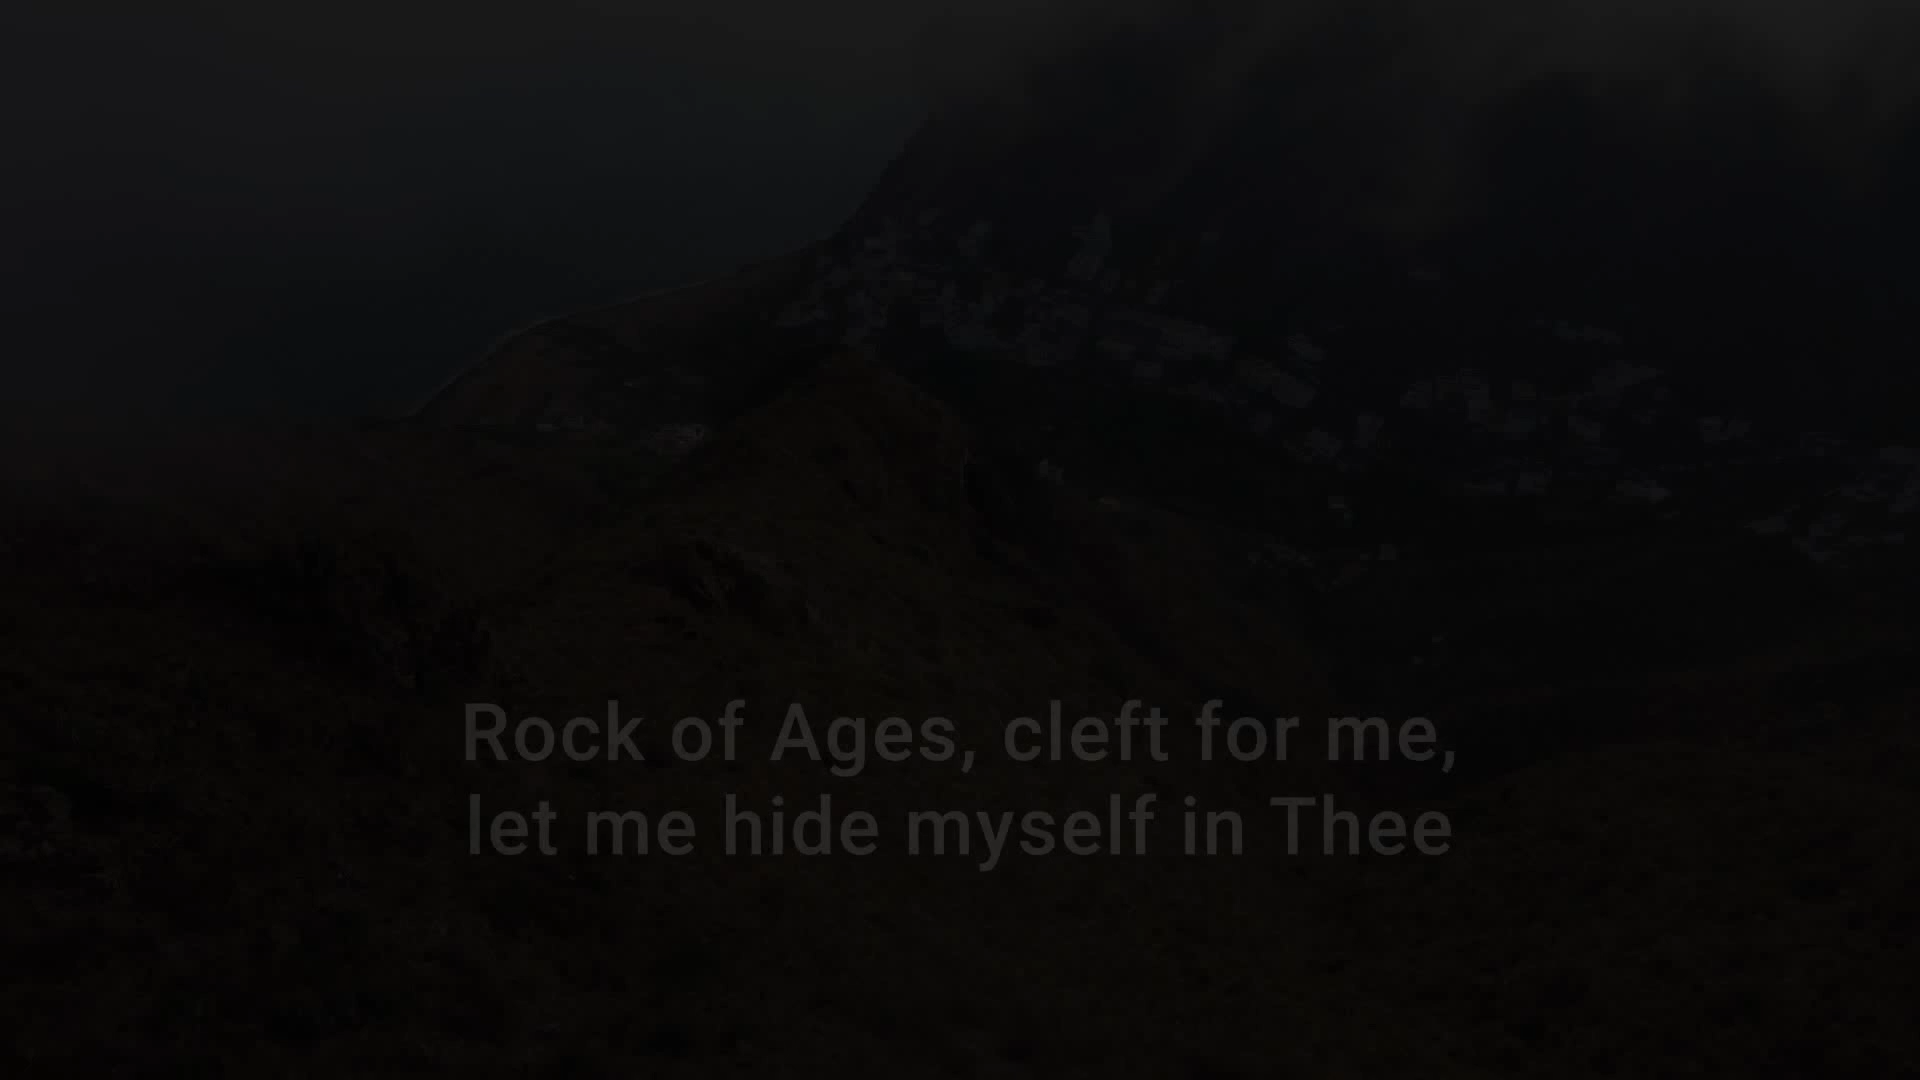 Rock of Ages, cleft for me,
let me hide myself in Thee